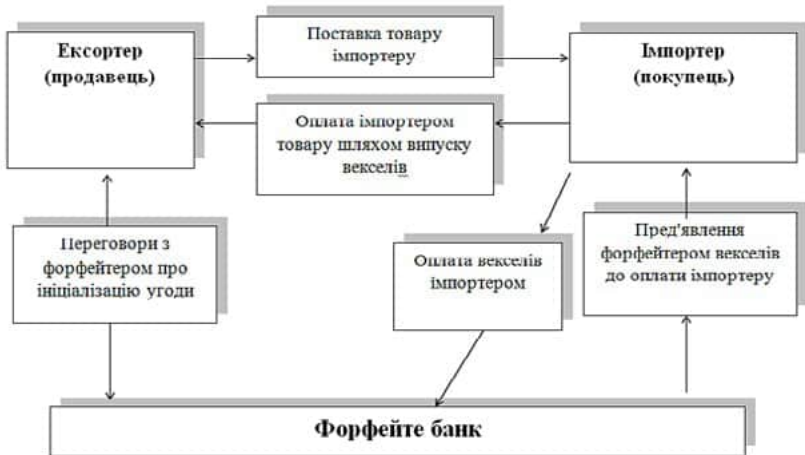 Ексортер
(продавець)
Поставка товару
імпортеру
Імпортер
(покупець)
Оплата імпортером
товару шляхом випуску
векселів
Переговори з
форфейтером про
ініціалізацію угоди
Оплата векселів
імпортером
Пред'явлення
форфейтером векселів
до оплати імпортеру
Форфейте банк